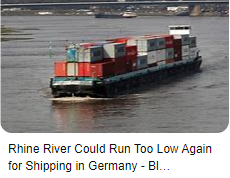 Rhine River Could Run Too Low Again
for Shipping in Germany - Bl...